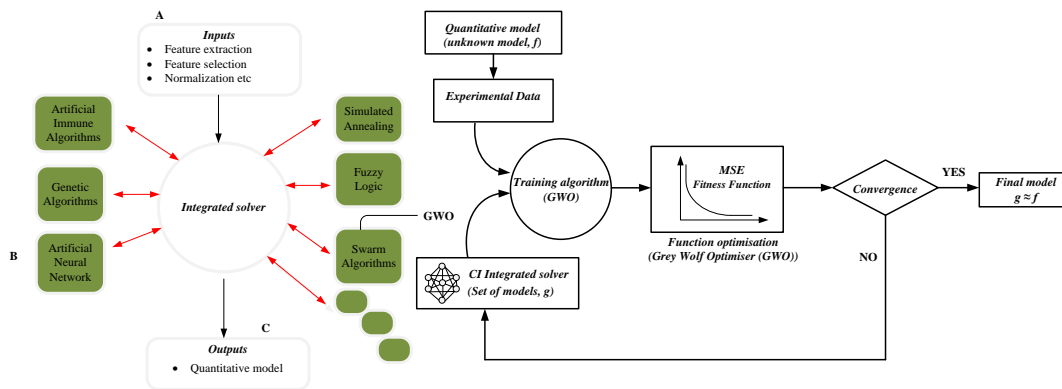 A
Inputs
Feature extraction
Feature selection
Normalization etc
Artificial
Immune
Algorithms
Simulated
Annealing
Genetic
Algorithms
Integrated solver
Fuzzy
Logic
GWO
B
Artificial
Neural
Network
Swarm
Algorithms
C
Outputs
Quantitative model
Quantitative model
(unknown model, f)
Experimental Data
Training algorithm
(GWO)
CI Integrated solver
(Set of models, g)
MSE
Fitness Function
Function optimisation
(Grey Wolf Optimiser (GWO))
Convergence
YES
NO
Final model
g ≈ f